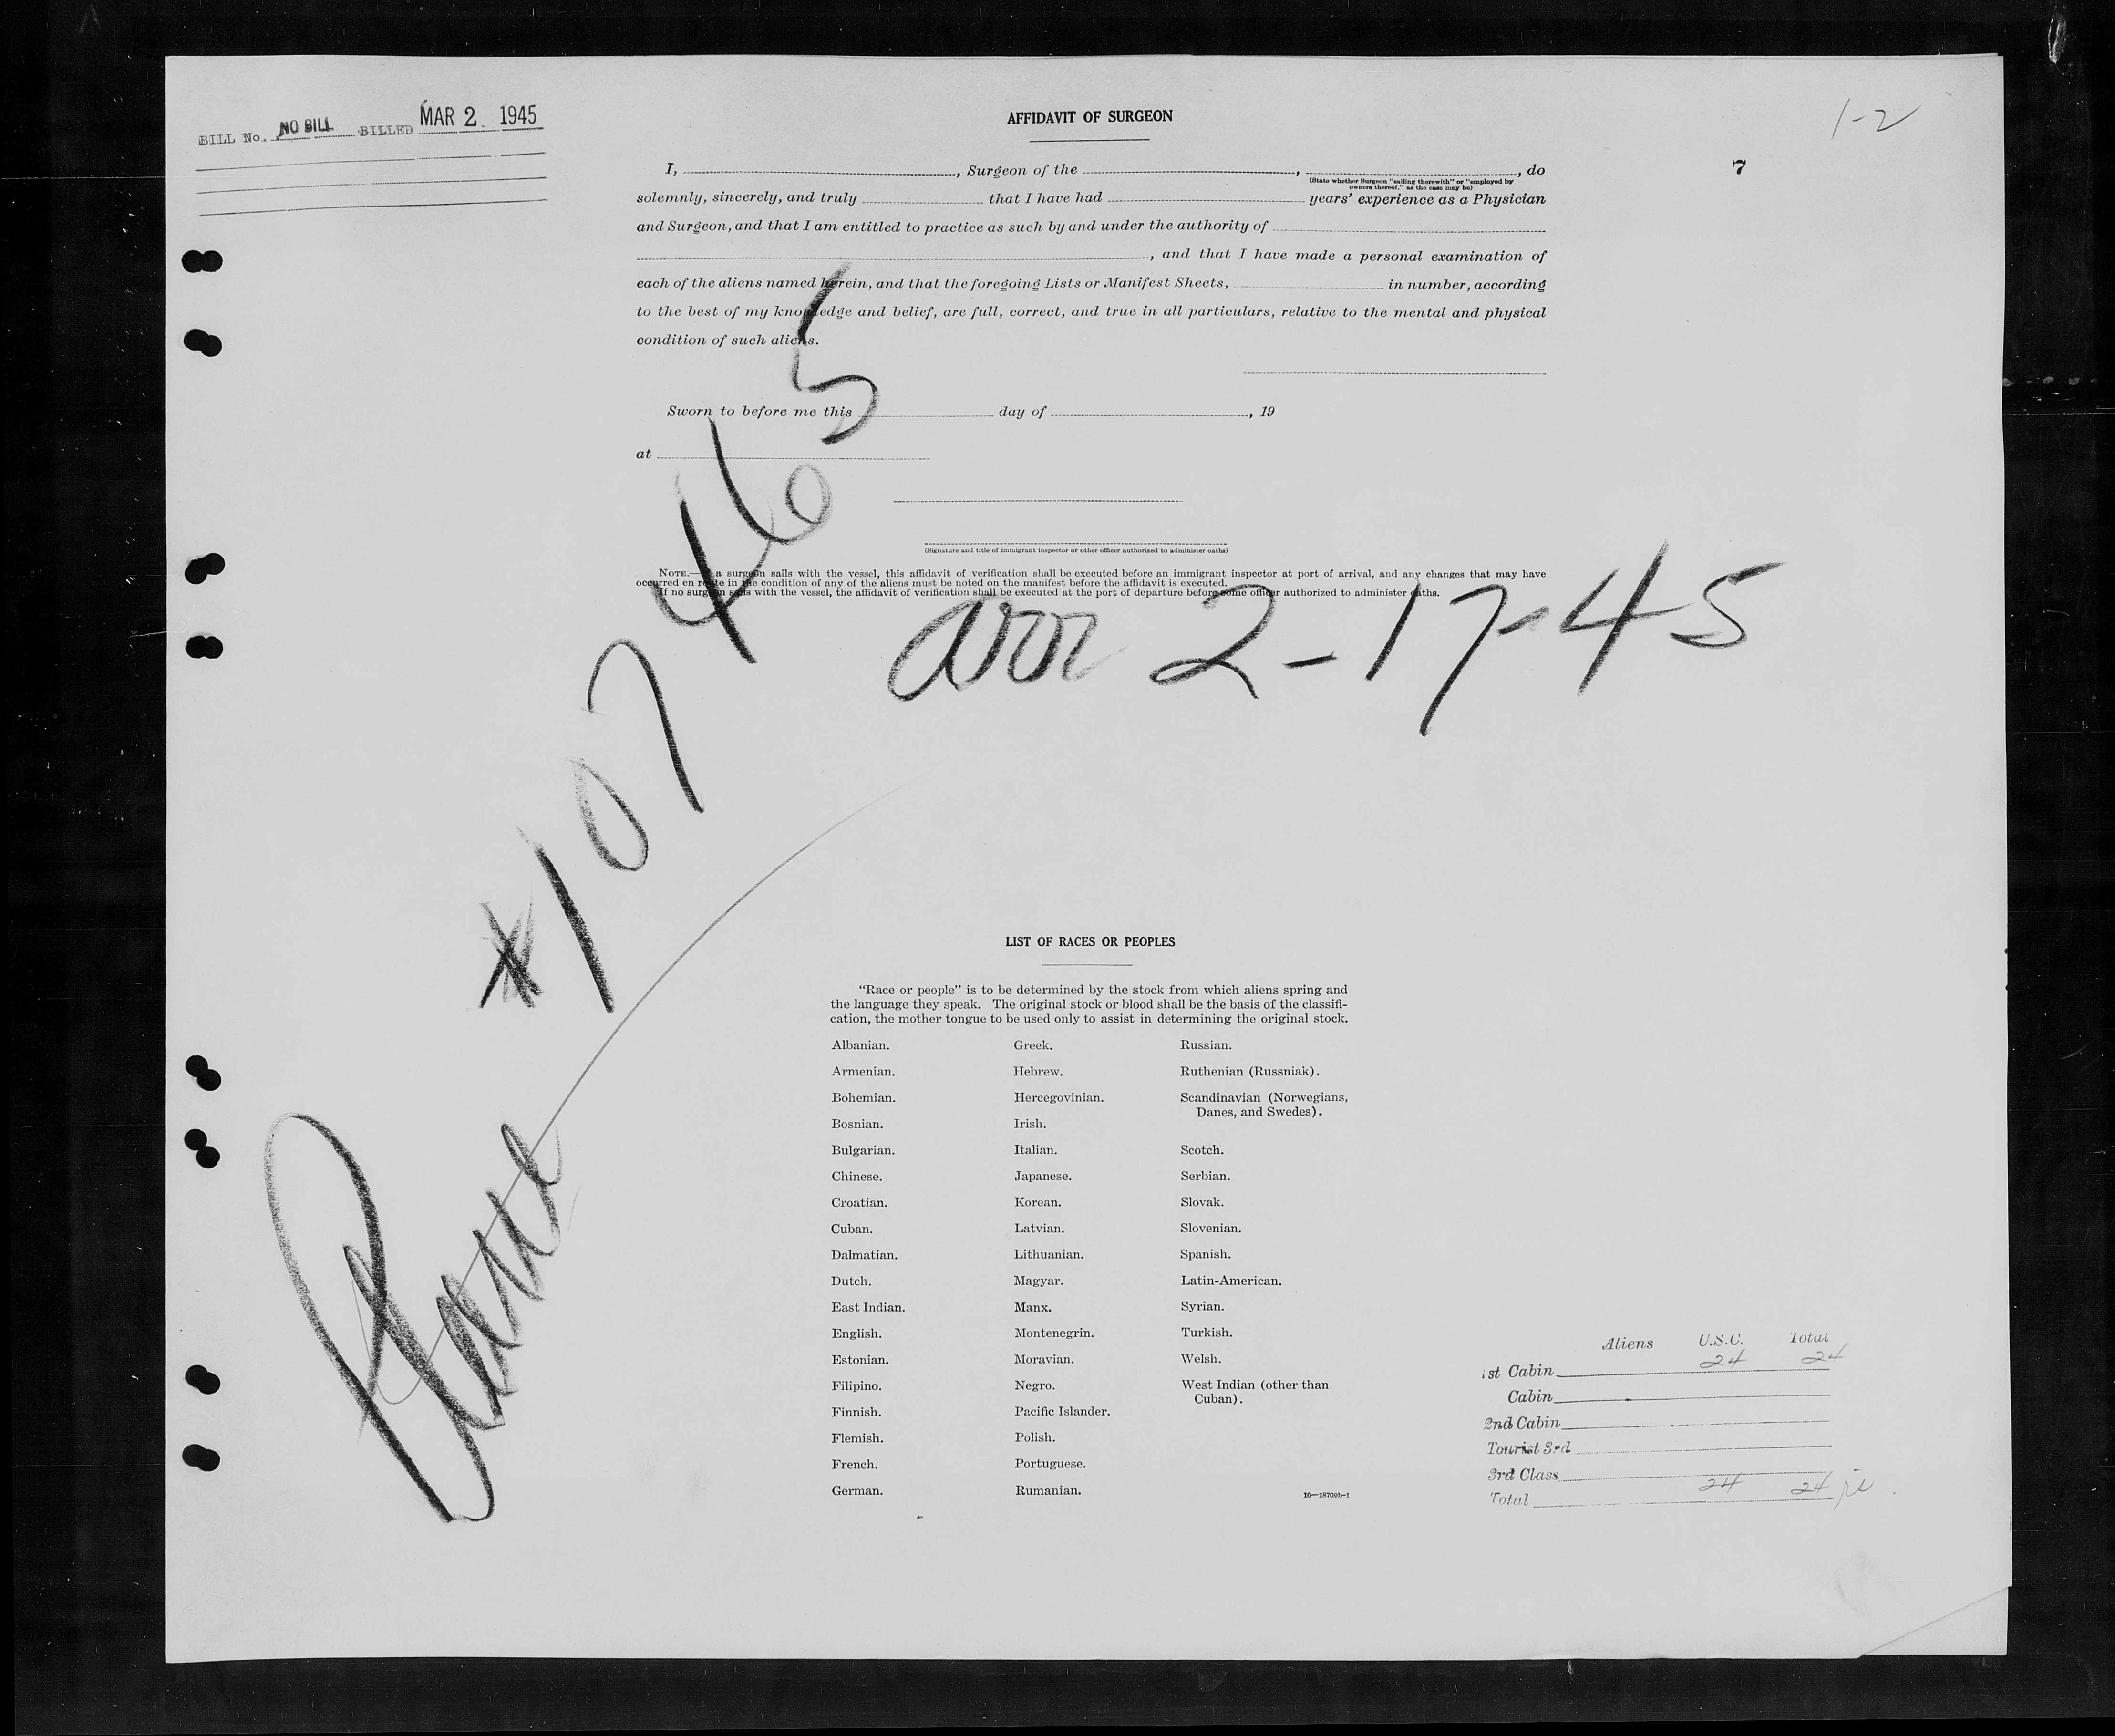 BILL No. NO BILL BILLED MAR 2 1945
1-2
7
AFFIDAVIT OF SURGEON
I, , Surgeon of the , , do
(State whether Surgeon "sailing therewith" or "employed by
owners thereof," as the case may be)
solemnly, sincerely, and truly that I have had years' experience as a Physician
and Surgeon, and that I am entitled to practice as such by and under the authority of
, and that I have made a personal examination of
each of the aliens named herein, and that the foregoing Lists or Manifest Sheets, in number, according
to the best of my knowledge and belief, are full, correct, and true in all particulars, relative to the mental and physical
condition of such aliens.
Sworn to before me this day of , 19
at
(Signature and title of immigrant inspector or other officer authorized to administer oaths)
NOTE.—If a surgeon sails with the vessel, this affidavit of verification shall be executed before an immigrant inspector at port of arrival, and any changes that may have
occurred en route in the condition of any of the aliens must be noted on the manifest before the affidavit is executed.
If no surgeon sails with the vessel, the affidavit of verification shall be executed at the port of departure before some officer authorized to administer oaths.
arr 2-17-45
Plane #107465
LIST OF RACES OR PEOPLES
"Race or people" is to be determined by the stock from which aliens spring and
the language they speak. The original stock or blood shall be the basis of the classifi-
cation, the mother tongue to be used only to assist in determining the original stock.
Albanian.
Armenian.
Bohemian.
Bosnian.
Bulgarian.
Chinese.
Croatian.
Cuban.
Dalmatian.
Dutch.
East Indian.
English.
Estonian.
Filipino.
Finnish.
Flemish.
French.
German.
Greek.
Hebrew.
Hercegovinian.
Irish.
Italian.
Japanese.
Korean.
Latvian.
Lithuanian.
Magyar.
Manx.
Montenegrin.
Moravian.
Negro.
Pacific Islander.
Polish.
Portuguese.
Rumanian.
Russian.
Ruthenian (Russniak).
Scandinavian (Norwegians,
Danes, and Swedes).
Scotch.
Serbian.
Slovak.
Slovenian.
Spanish.
Latin-American.
Syrian.
Turkish.
Welsh.
West Indian (other than
Cuban).
16—18709b-1
Aliens U.S.C. Total
1st Cabin 24 24
Cabin
2nd Cabin
Tourist 3rd
3rd Class
Total 24 24